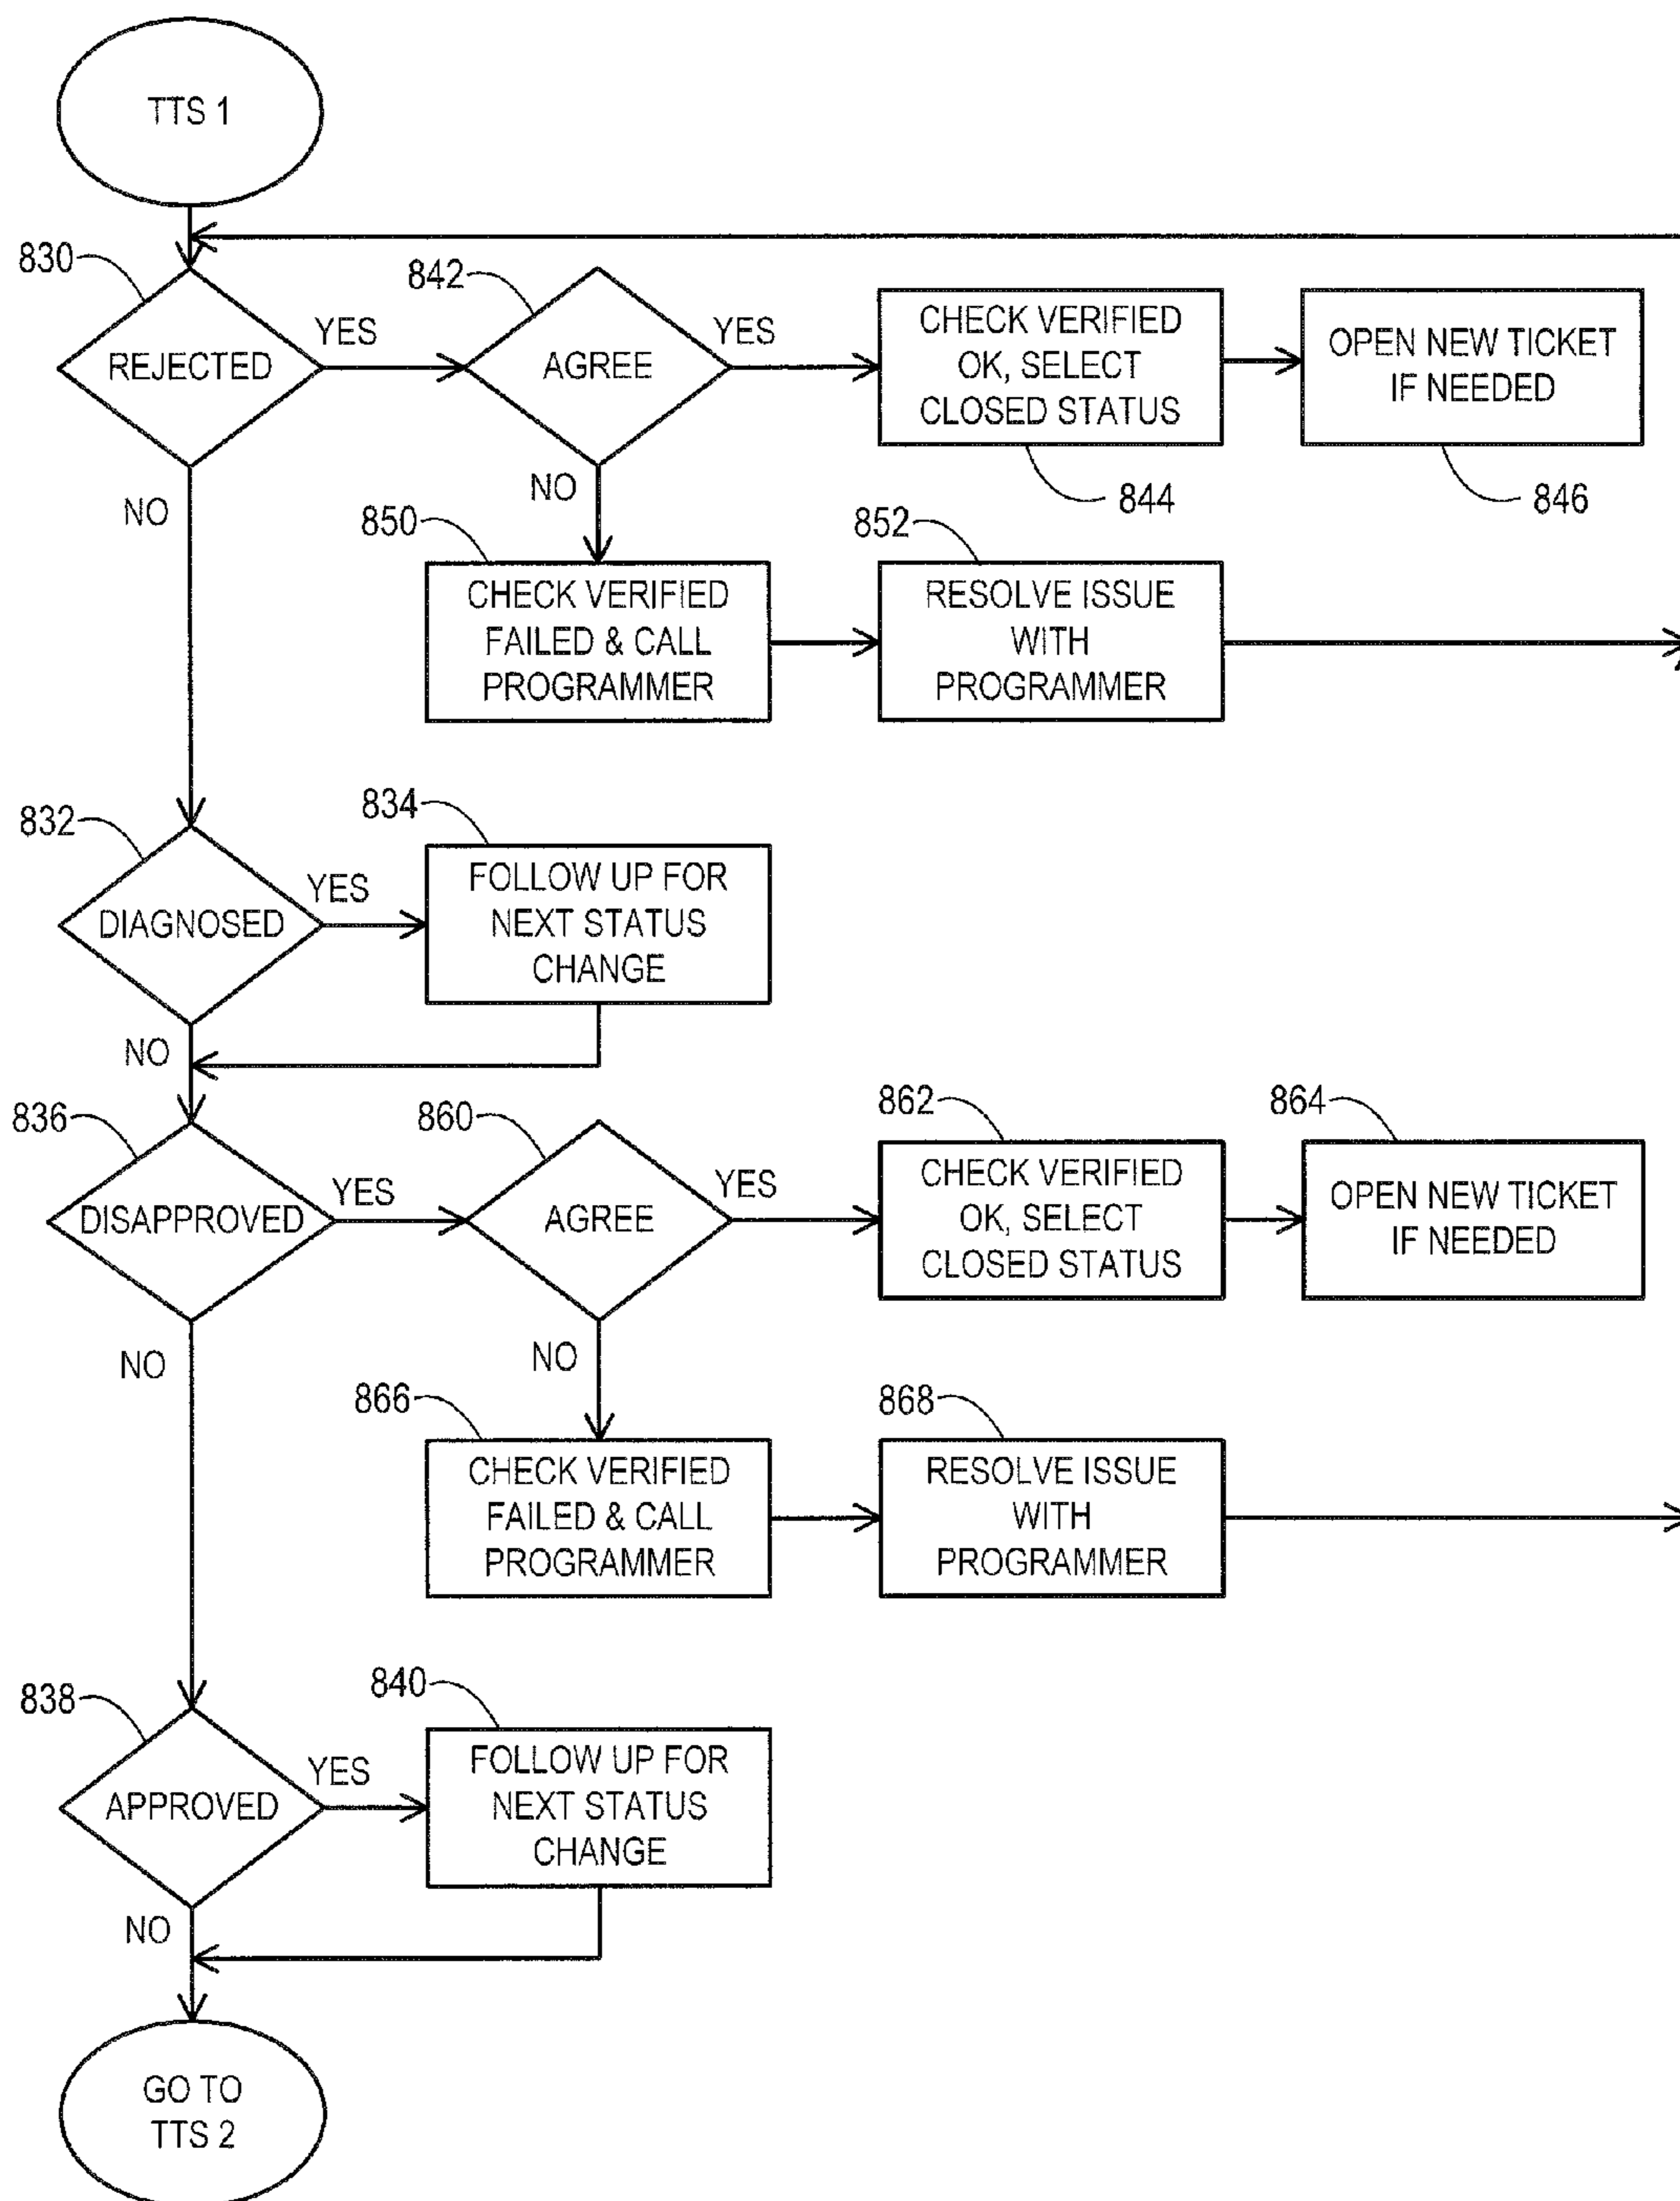 TTS 1
830
REJECTED
YES
NO
842
AGREE
YES
NO
CHECK VERIFIED
OK, SELECT
CLOSED STATUS
844
OPEN NEW TICKET
IF NEEDED
846
850
CHECK VERIFIED
FAILED & CALL
PROGRAMMER
852
RESOLVE ISSUE
WITH
PROGRAMMER
832
DIAGNOSED
YES
NO
834
FOLLOW UP FOR
NEXT STATUS
CHANGE
836
DISAPPROVED
YES
NO
860
AGREE
YES
NO
862
CHECK VERIFIED
OK, SELECT
CLOSED STATUS
864
OPEN NEW TICKET
IF NEEDED
866
CHECK VERIFIED
FAILED & CALL
PROGRAMMER
868
RESOLVE ISSUE
WITH
PROGRAMMER
838
APPROVED
YES
NO
840
FOLLOW UP FOR
NEXT STATUS
CHANGE
GO TO
TTS 2